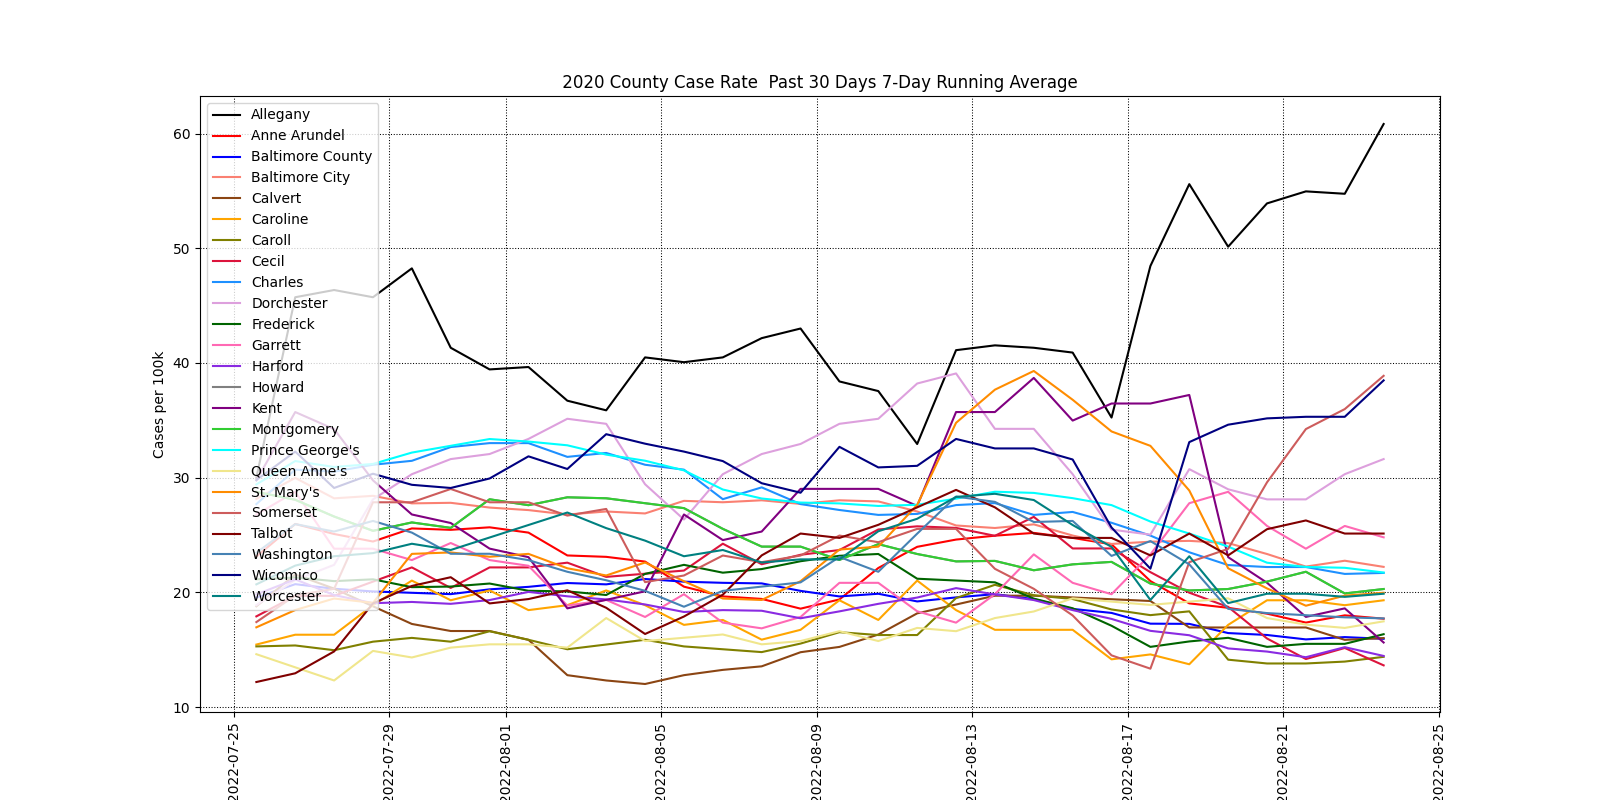 2020 County Case Rate  Past 30 Days 7-Day Running Average
Cases per 100k
60
50
40
30
20
10
Allegany
Anne Arundel
Baltimore County
Baltimore City
Calvert
Caroline
Caroll
Cecil
Charles
Dorchester
Frederick
Garrett
Harford
Howard
Kent
Montgomery
Prince George's
Queen Anne's
St. Mary's
Somerset
Talbot
Washington
Wicomico
Worcester
2022-07-25
2022-07-29
2022-08-01
2022-08-05
2022-08-09
2022-08-13
2022-08-17
2022-08-21
2022-08-25